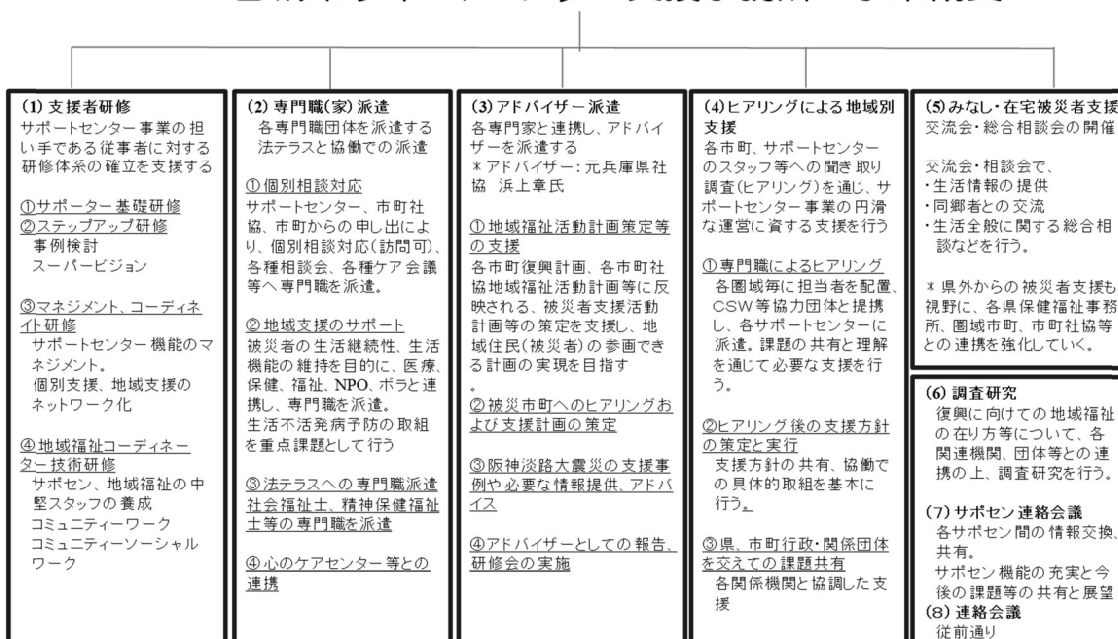 (1) 支援者研修
サポートセンター事業の担
い手である従事者に対する
研修体系の確立を支援する
①サポーター基礎研修
②ステップアップ研修
事例検討
スーパービジョン
③マネジメント、コーディネ
イト研修
サポートセンター機能のマ
ネジメント。
個別支援、地域支援の
ネットワーク化
④地域福祉コーディネー
ター技術研修
サポセン、地域福祉の中
堅スタッフの養成
コミュニティーワーク
コミュニティーソーシャル
ワーク
(2) 専門職(家)派遣
各専門職団体を派遣する
法テラスと協働での派遣
①個別相談対応
サポートセンター、市町社
協、市町からの申し出によ
り、個別相談対応(訪問可)、
各種相談会、各種ケア会議
等へ専門職を派遣。
②地域支援のサポート
被災者の生活継続性、生活
機能の維持を目的に、医療、
保健、福祉、NPO、ボラと連
携し、専門職を派遣。
生活不活発病予防の取組
を重点課題として行う
③法テラスへの専門職派遣
社会福祉士、精神保健福祉
士等の専門職を派遣
④心のケアセンター等との
連携
(3)アドバイザー派遣
各専門家と連携し、アドバイ
ザーを派遣する
*アドバイザー:元兵庫県社
協 浜上章氏
①地域福祉活動計画策定等
の支援
各市町復興計画、各市町社
協地域福祉活動計画等に反
映される、被災者支援活動
計画等の策定を支援し、地
域住民(被災者)の参画でき
る計画の実現を目指す
。
②被災市町へのヒアリングお
よび支援計画の策定
③阪神淡路大震災の支援事
例や必要な情報提供、アドバ
イス
④アドバイザーとしての報告、
研修会の実施
(4)ヒアリングによる地域別
支援
各市町、サポートセンター
のスタッフ等への聞き取り
調査(ヒアリング)を通じ、サ
ポートセンター事業の円滑
な運営に資する支援を行う
①専門職によるヒアリング
各圏域毎に担当者を配置、
CSW等協力団体と提携
し、各サポートセンターに
派遣。課題の共有と理解
を通じて必要な支援を行
う。
②ヒアリング後の支援方針
の策定と実行
支援方針の共有、協働で
の具体的取組を基本に
行う。
③県、市町行政・関係団体
を交えての課題共有
各関係機関と協調した支
援
(5)みなし・在宅被災者支援
交流会・総合相談会の開催
交流会・相談会で、
・生活情報の提供
・同郷者との交流
・生活全般に関する総合相
談などを行う。
*県外からの被災者支援も
視野に、各県保健福祉事務
所、圏域市町、市町社協等
との連携を強化していく。
(6) 調査研究
復興に向けての地域福祉
の在り方等について、各
関連機関、団体等との連
携の上、調査研究を行う。
(7)サポセン連絡会議
各サポセン間の情報交換、
共有。
サポセン機能の充実と今
後の課題等の共有と展望
(8) 連絡会議
従前通り